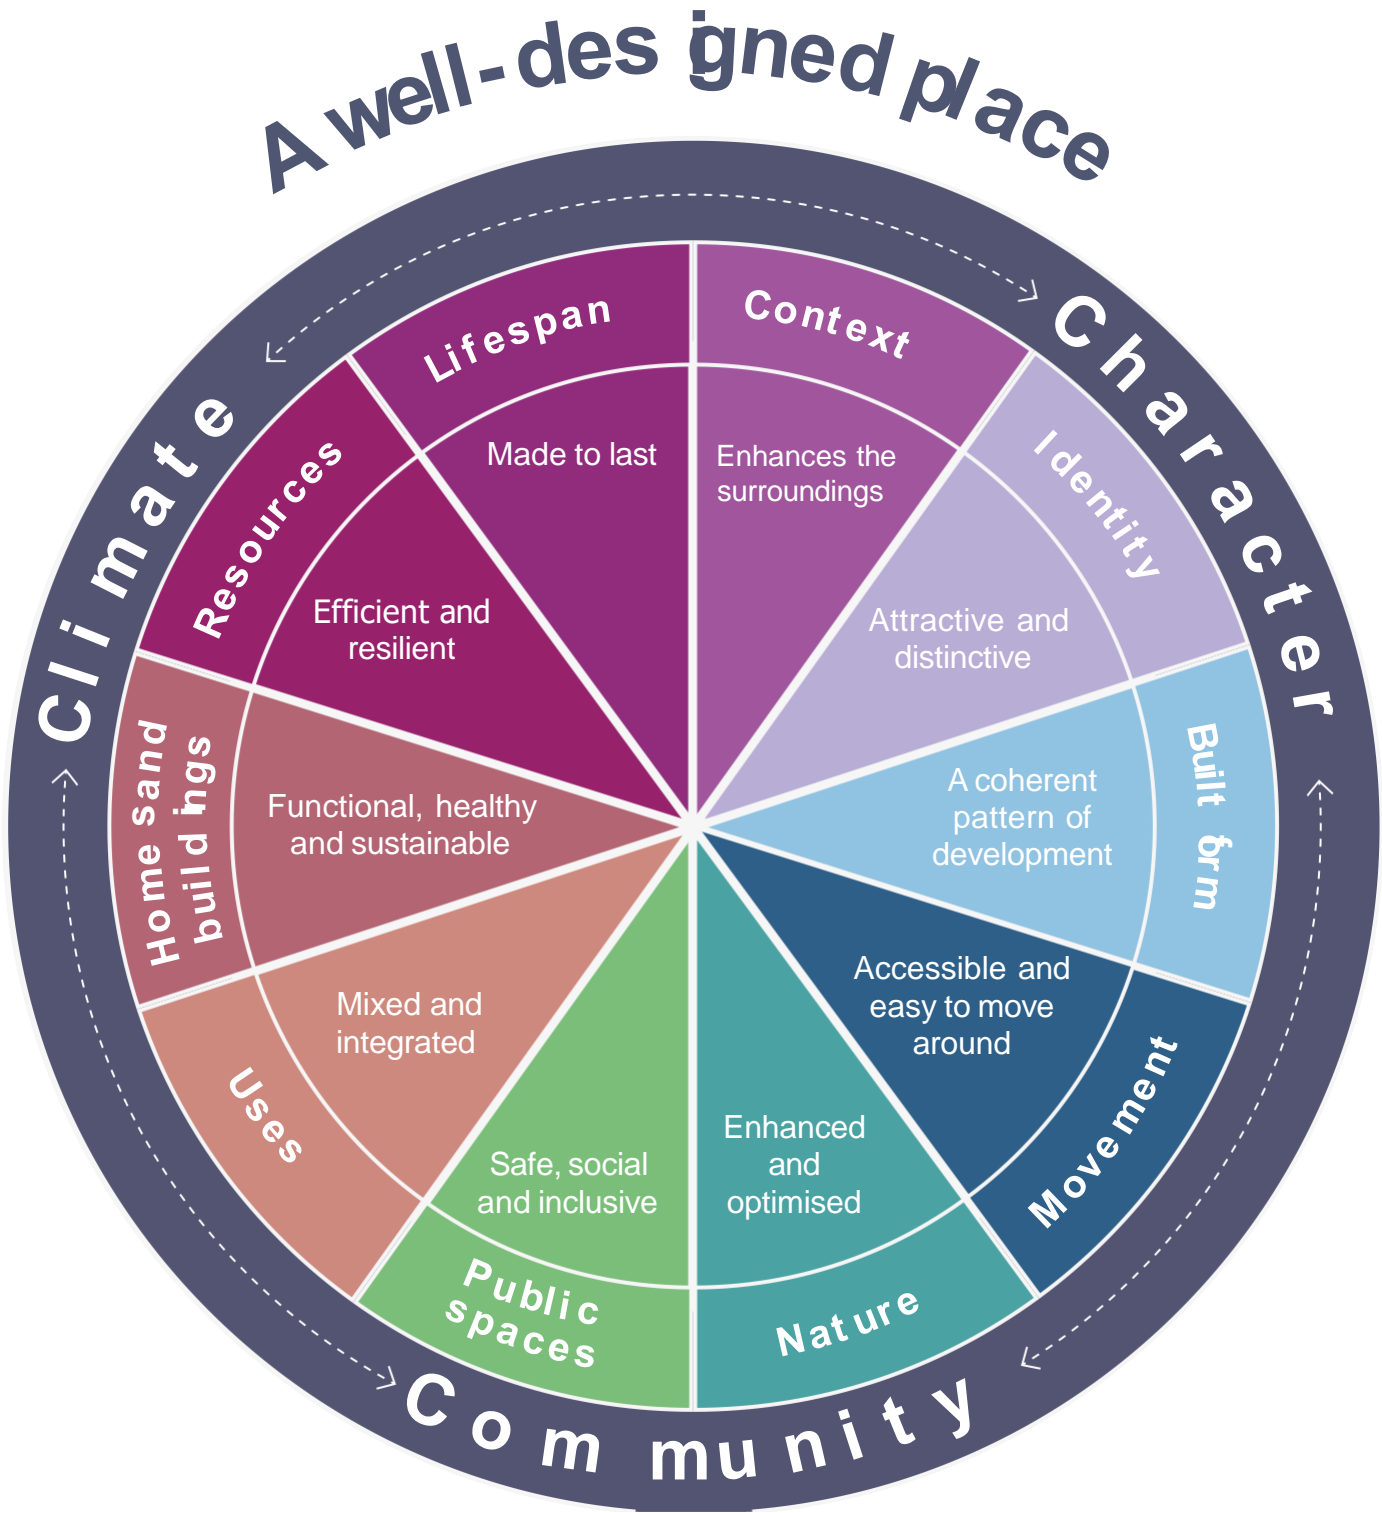 A well-designed place
Climate
Character
Community
Context
Enhances the
surroundings
Identity
Attractive and
distinctive
Built form
A coherent
pattern of
development
Movement
Accessible and
easy to move
around
Nature
Enhanced
and
optimised
Public
spaces
Safe, social
and inclusive
Uses
Mixed and
integrated
Homes and
buildings
Functional, healthy
and sustainable
Resources
Efficient and
resilient
Lifespan
Made to last